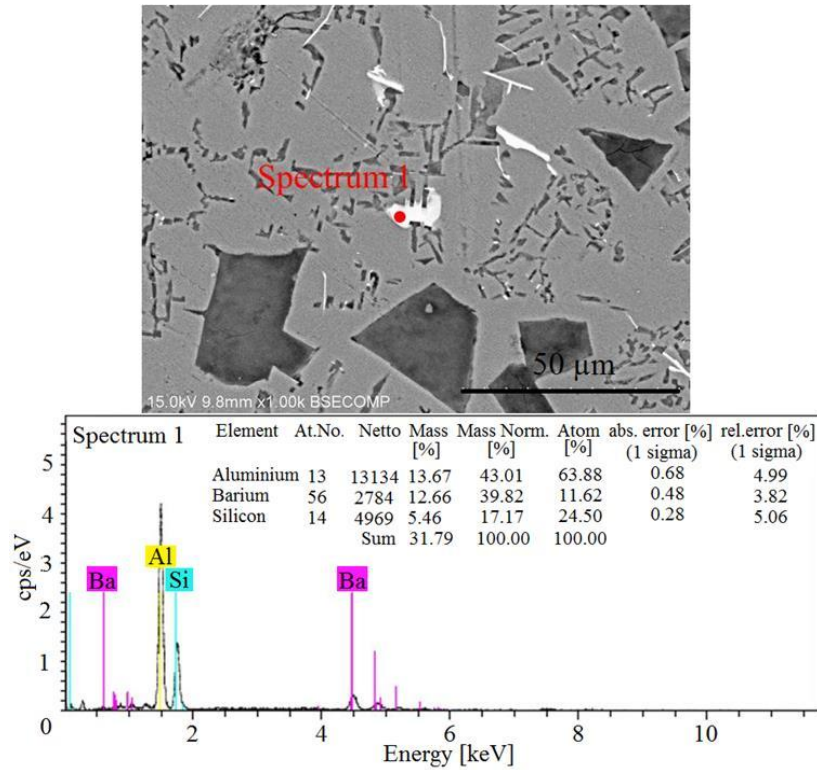 Spectrum 1
50 µm
15.0kV 9.8mm x1.00k BSECOMP
Spectrum 1
Element At.No. Netto Mass [%] Mass Norm. [%] Atom [%] abs. error [%] (1 sigma) rel.error [%] (1 sigma)
Aluminium 13 13134 13.67 43.01 63.88 0.68 4.99
Barium 56 2784 12.66 39.82 11.62 0.48 3.82
Silicon 14 4969 5.46 17.17 24.50 0.28 5.06
Sum 31.79 100.00 100.00
cps/eV
5
4
3
2
1
0
Al
Ba
Si
Ba
2 4 6 8 10
Energy [keV]